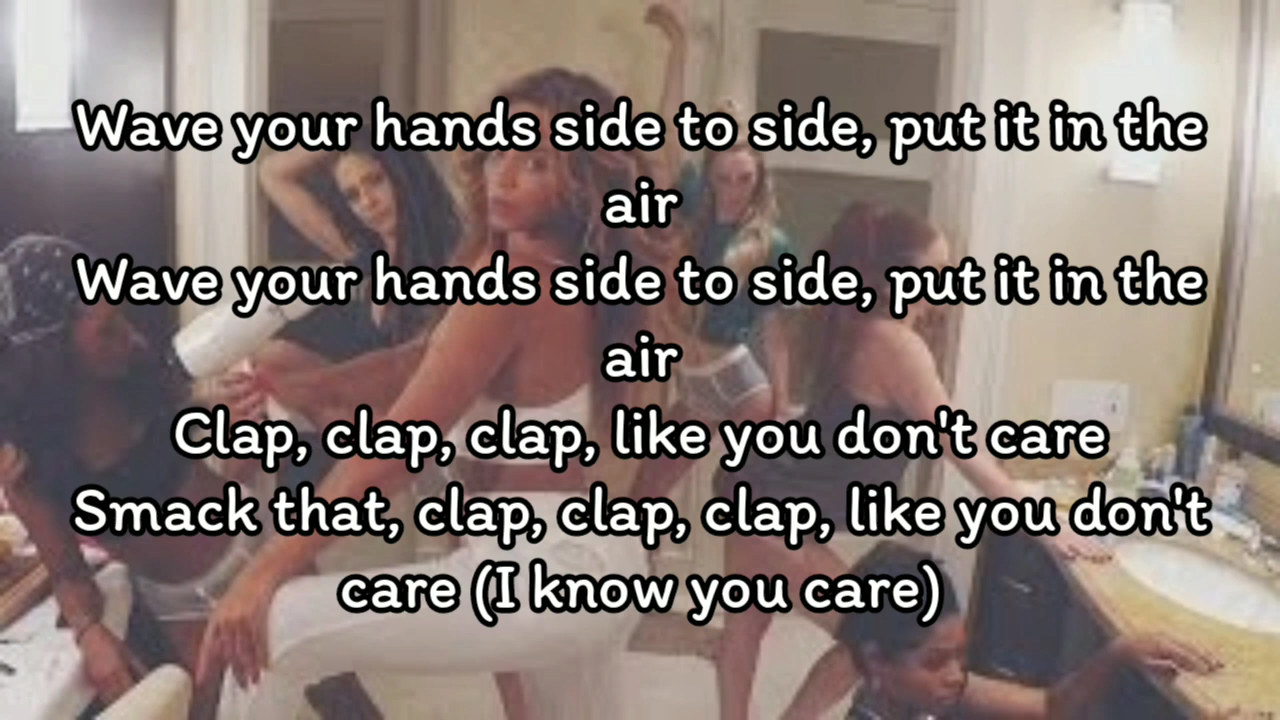 Wave your hands side to side, put it in the
air
Wave your hands side to side, put it in the
air
Clap, clap, clap, like you don't care
Smack that, clap, clap, clap, like you don't
care (I know you care)